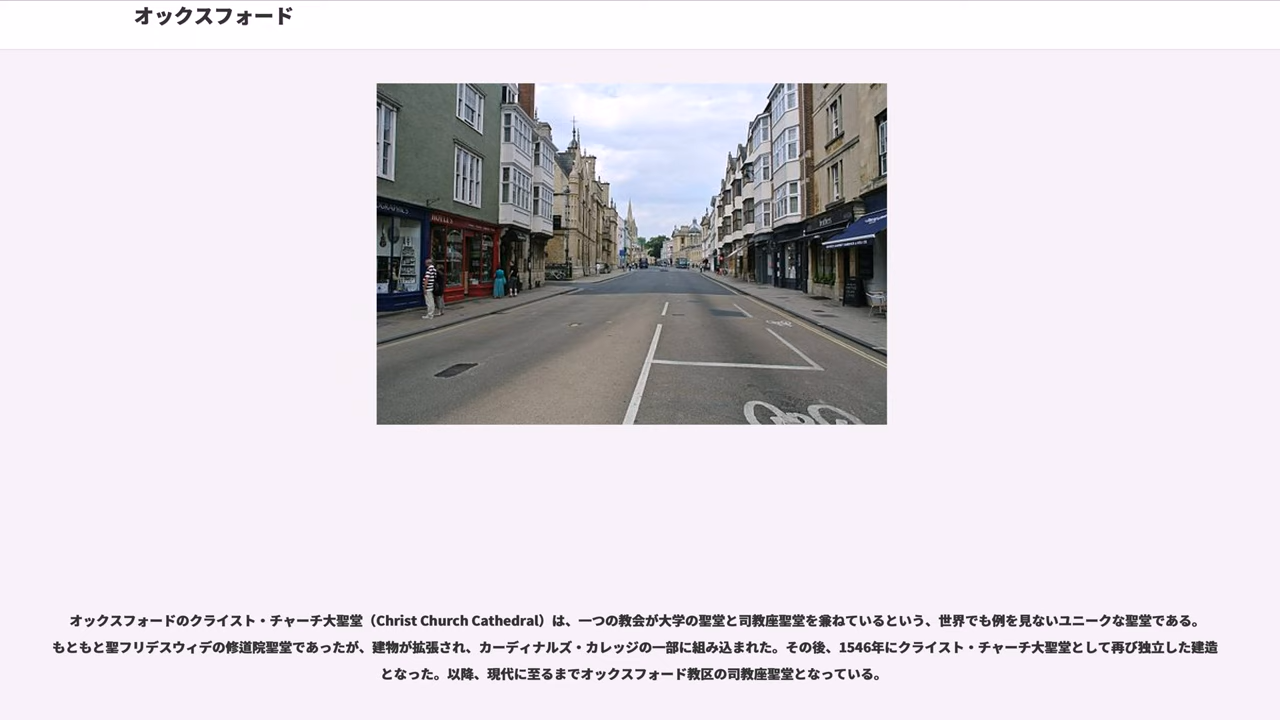 オックスフォード
オックスフォードのクライスト・チャーチ大聖堂（Christ Church Cathedral）は、一つの教会が大学の聖堂と司教座聖堂を兼ねているという、世界でも例を見ないユニークな聖堂である。
もともと聖フリデスウィデの修道院聖堂であったが、建物が拡張され、カーディナルズ・カレッジの一部に組み込まれた。その後、1546年にクライスト・チャーチ大聖堂として再び独立した建造
となった。以降、現代に至るまでオックスフォード教区の司教座聖堂となっている。